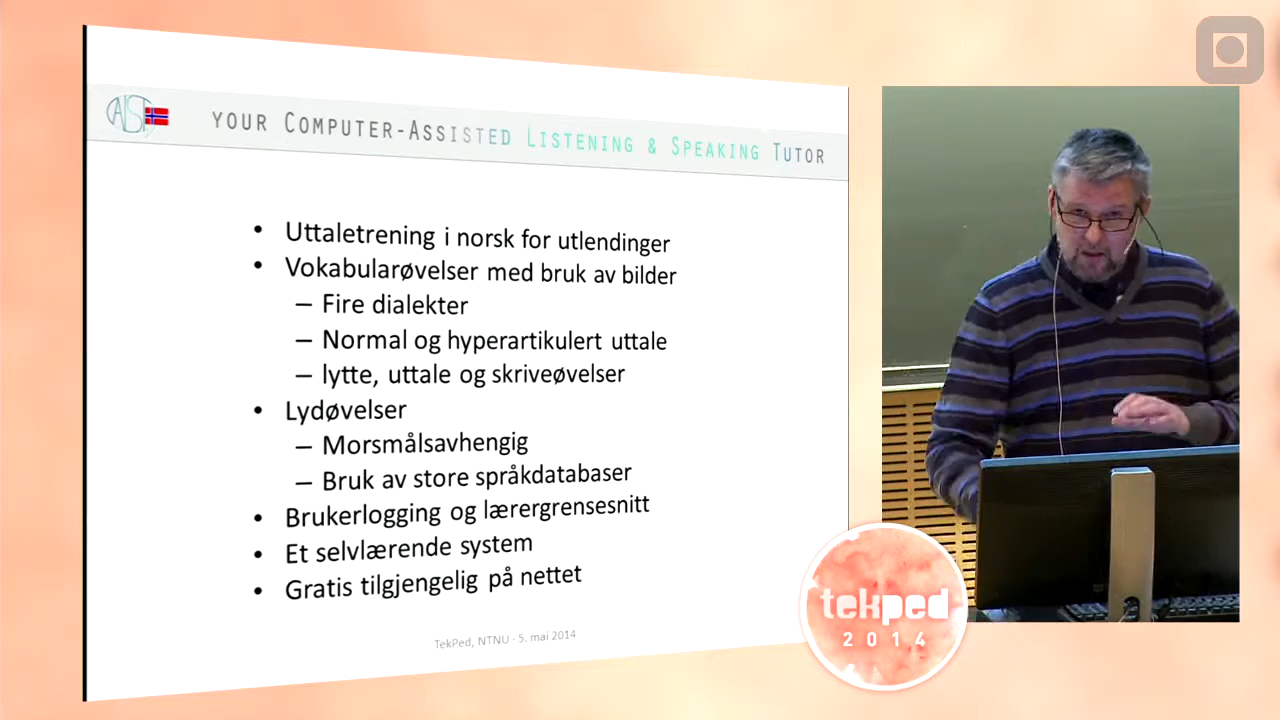 CALST
YOUR COMPUTER-ASSISTED LISTENING & SPEAKING TUTOR
• Uttaletrening i norsk for utlendinger
• Vokabularøvelser med bruk av bilder
– Fire dialekter
– Normal og hyperartikulert uttale
– lytte, uttale og skriveøvelser
• Lydøvelser
– Morsmålsavhengig
– Bruk av store språkdatabaser
• Brukerlogging og lærergrensesnitt
• Et selvlærende system
• Gratis tilgjengelig på nettet
TekPed, NTNU - 5. mai 2014
tekped
2014